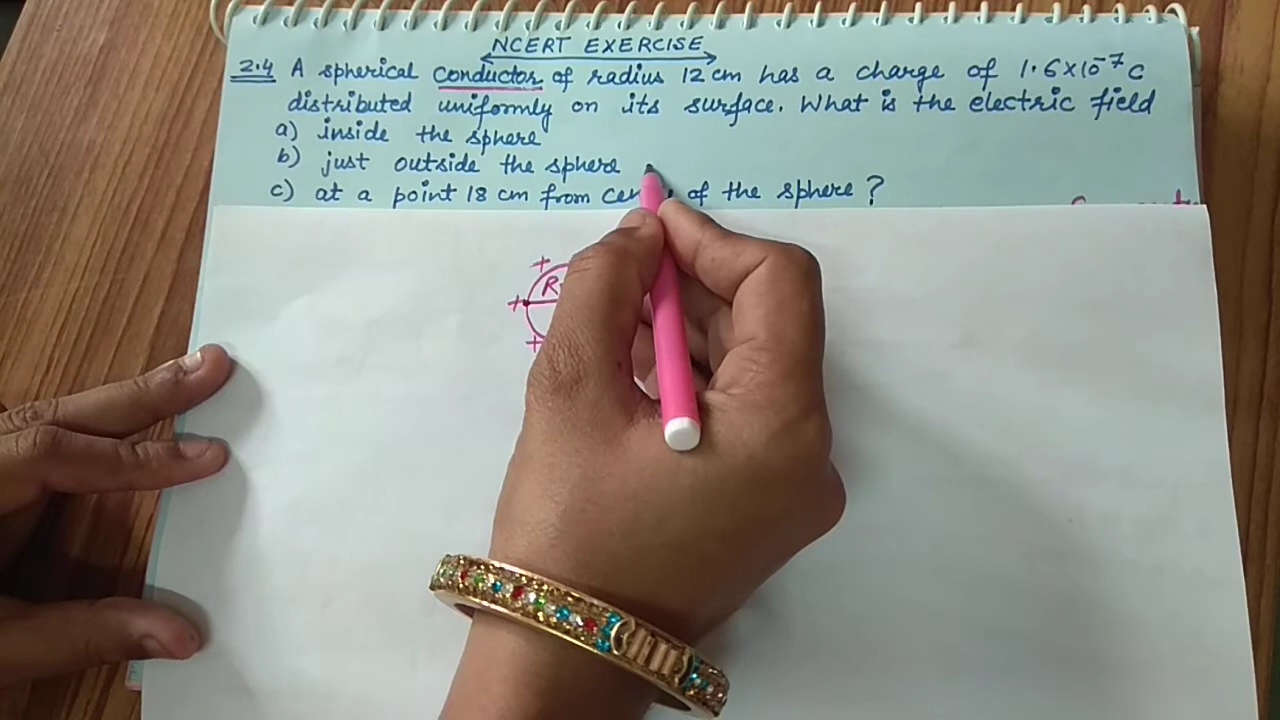 NCERT EXERCISE
2.4 A spherical conductor of radius 12 cm has a charge of 1.6×10⁻⁷ C
distributed uniformly on its surface. What is the electric field
a) inside the sphere
b) just outside the sphere
c) at a point 18 cm from of the sphere ?
+
R
+
+